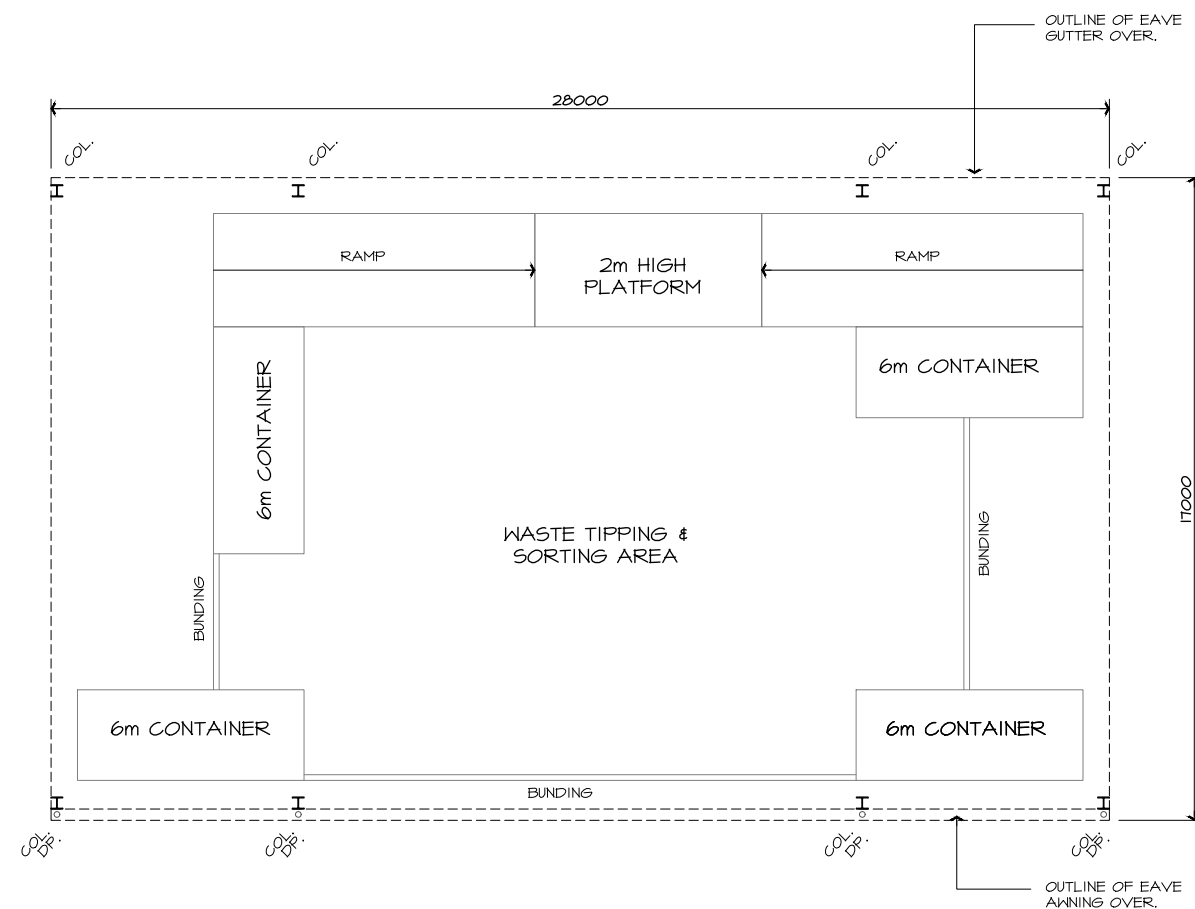 OUTLINE OF EAVE
GUTTER OVER.
28000
COL.
COL.
COL.
COL.
RAMP
2m HIGH
PLATFORM
RAMP
6m CONTAINER
6m CONTAINER
17000
WASTE TIPPING &
SORTING AREA
BUNDING
BUNDING
6m CONTAINER
6m CONTAINER
BUNDING
COL.
DP.
COL.
DP.
COL.
DP.
COL.
DP.
OUTLINE OF EAVE
AWNING OVER.